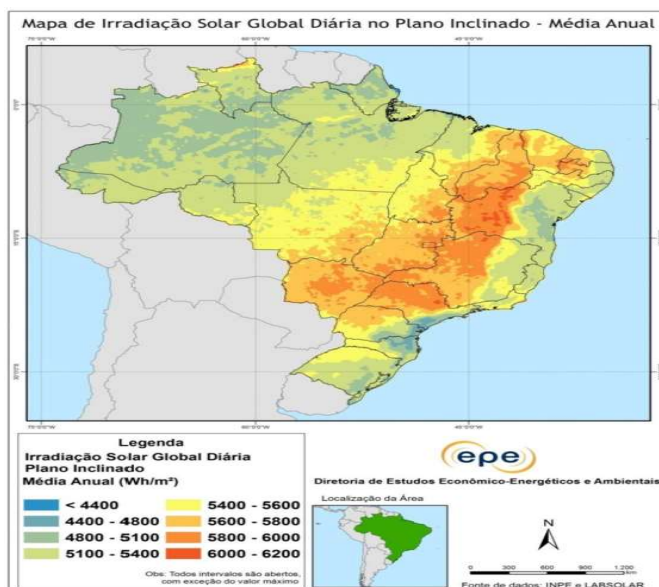 Mapa de Irradiação Solar Global Diária no Plano Inclinado - Média Anual
Legenda
Irradiação Solar Global Diária
Plano Inclinado
Média Anual (Wh/m²)
< 4400
4400 - 4800
4800 - 5100
5100 - 5400
5400 - 5600
5600 - 5800
5800 - 6000
6000 - 6200
Obs: Todos intervalos são abertos,
com exceção do valor máximo
epe
Diretoria de Estudos Econômico-Energéticos e Ambientais
Localização da Área
N
0 300 600 900 1.200
Fonte de dados: INPE e LABSOLAR